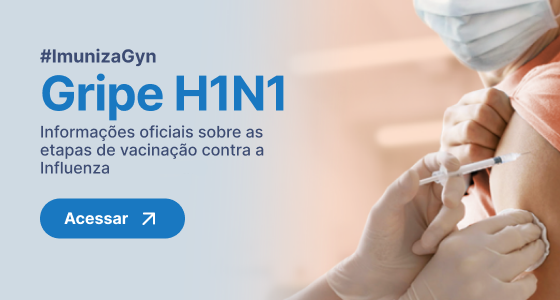 #ImunizaGyn
Gripe H1N1
Informações oficiais sobre as
etapas de vacinação contra a
Influenza
Acessar